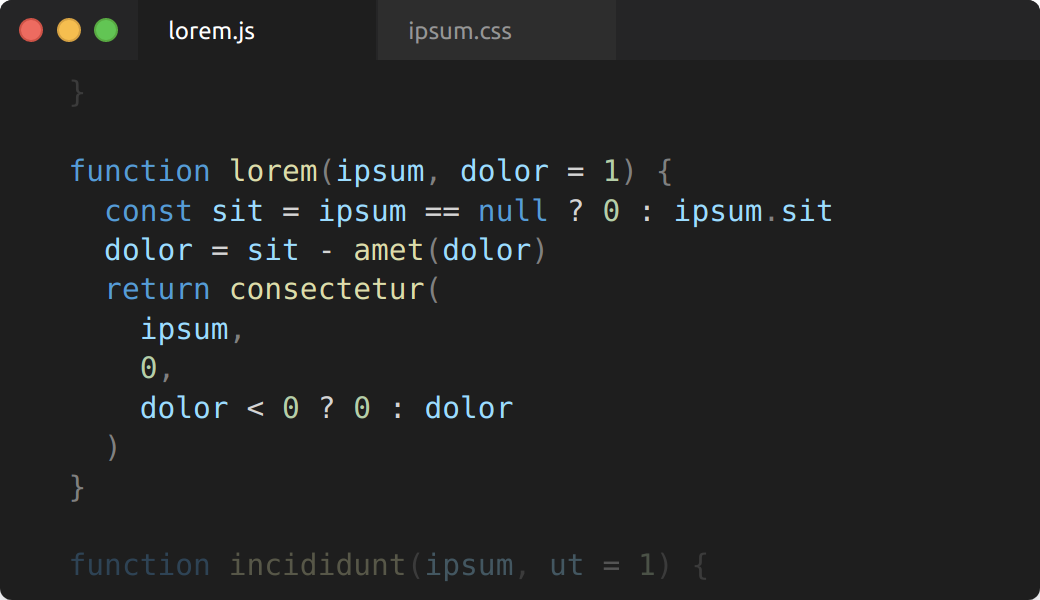 lorem.js
ipsum.css
}
function lorem(ipsum, dolor = 1) {
  const sit = ipsum == null ? 0 : ipsum.sit
  dolor = sit - amet(dolor)
  return consectetur(
    ipsum,
    0,
    dolor < 0 ? 0 : dolor
  )
}
function incididunt(ipsum, ut = 1) {